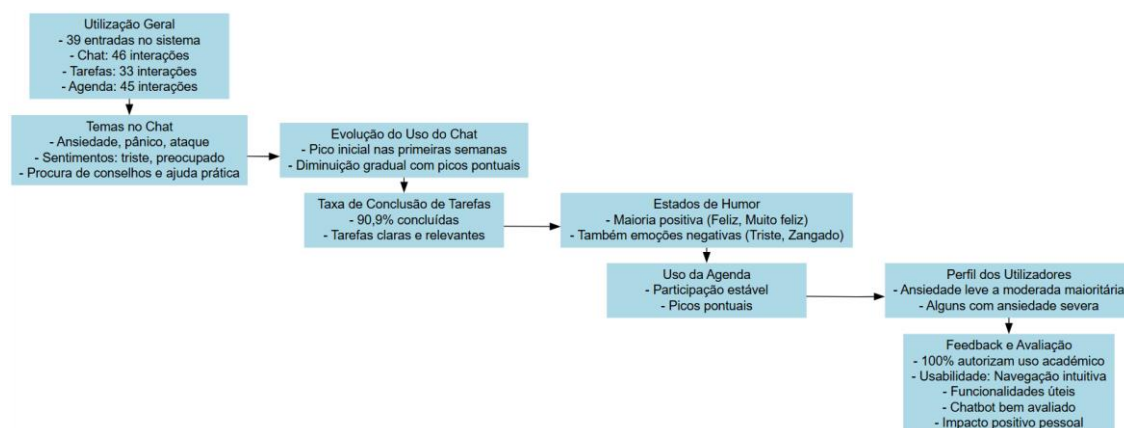 Utilização Geral
- 39 entradas no sistema
- Chat: 46 interações
- Tarefas: 33 interações
- Agenda: 45 interações
Temas no Chat
- Ansiedade, pânico, ataque
- Sentimentos: triste, preocupado
- Procura de conselhos e ajuda prática
Evolução do Uso do Chat
- Pico inicial nas primeiras semanas
- Diminuição gradual com picos pontuais
Taxa de Conclusão de Tarefas
- 90,9% concluídas
- Tarefas claras e relevantes
Estados de Humor
- Maioria positiva (Feliz, Muito feliz)
- Também emoções negativas (Triste, Zangado)
Uso da Agenda
- Participação estável
- Picos pontuais
Perfil dos Utilizadores
- Ansiedade leve a moderada maioritária
- Alguns com ansiedade severa
Feedback e Avaliação
- 100% autorizam uso académico
- Usabilidade: Navegação intuitiva
- Funcionalidades úteis
- Chatbot bem avaliado
- Impacto positivo pessoal